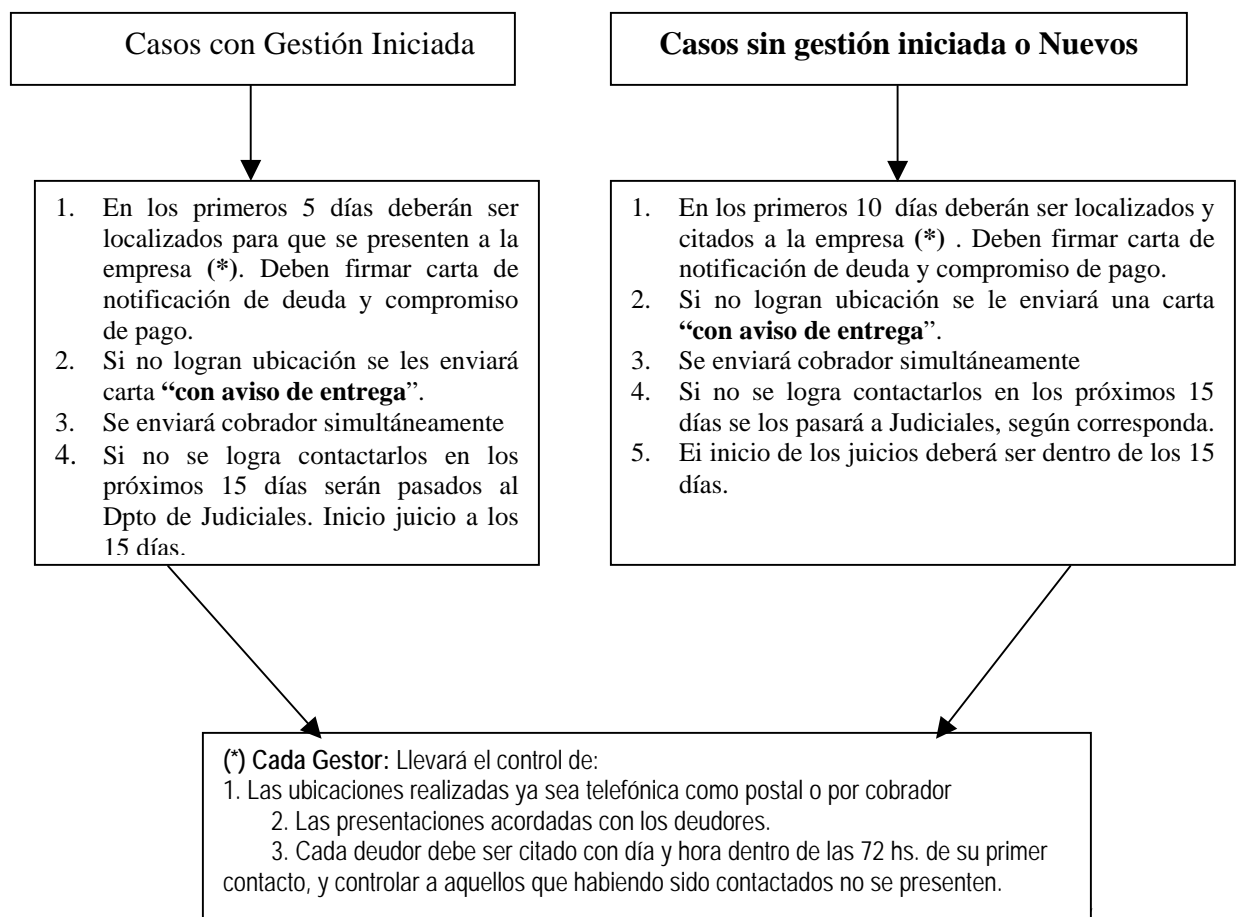 Casos con Gestión Iniciada
1. En los primeros 5 días deberán ser
localizados para que se presenten a la
empresa (*). Deben firmar carta de
notificación de deuda y compromiso
de pago.
2. Si no logran ubicación se les enviará
carta “con aviso de entrega”.
3. Se enviará cobrador simultáneamente
4. Si no se logra contactarlos en los
próximos 15 días serán pasados al
Dpto de Judiciales. Inicio juicio a los
15 días.
Casos sin gestión iniciada o Nuevos
1. En los primeros 10 días deberán ser localizados y
citados a la empresa (*) . Deben firmar carta de
notificación de deuda y compromiso de pago.
2. Si no logran ubicación se le enviará una carta
“con aviso de entrega”.
3. Se enviará cobrador simultáneamente
4. Si no se logra contactarlos en los próximos 15
días se los pasará a Judiciales, según corresponda.
5. Ei inicio de los juicios deberá ser dentro de los 15
días.
(*) Cada Gestor: Llevará el control de:
1. Las ubicaciones realizadas ya sea telefónica como postal o por cobrador
2. Las presentaciones acordadas con los deudores.
3. Cada deudor debe ser citado con día y hora dentro de las 72 hs. de su primer
contacto, y controlar a aquellos que habiendo sido contactados no se presenten.